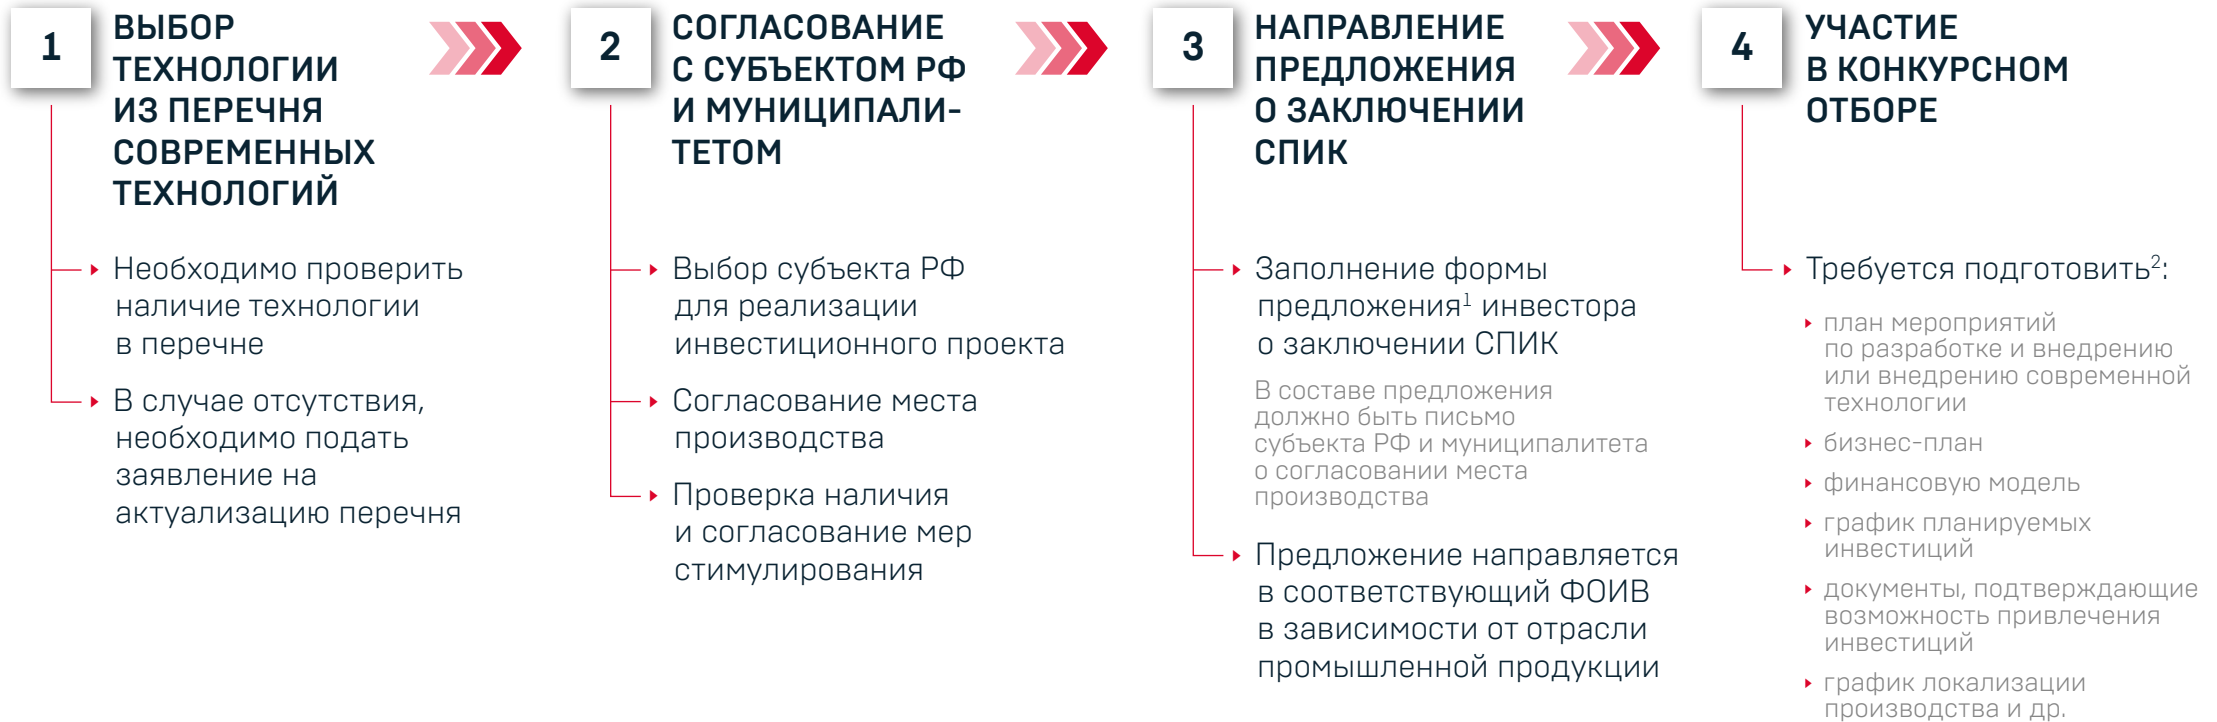 1
ВЫБОР
ТЕХНОЛОГИИ
ИЗ ПЕРЕЧНЯ
СОВРЕМЕННЫХ
ТЕХНОЛОГИЙ
Необходимо проверить
наличие технологии
в перечне
В случае отсутствия,
необходимо подать
заявление на
актуализацию перечня
2
СОГЛАСОВАНИЕ
С СУБЪЕКТОМ РФ
И МУНИЦИПАЛИ-
ТЕТОМ
Выбор субъекта РФ
для реализации
инвестиционного проекта
Согласование места
производства
Проверка наличия
и согласование мер
стимулирования
3
НАПРАВЛЕНИЕ
ПРЕДЛОЖЕНИЯ
О ЗАКЛЮЧЕНИИ
СПИК
Заполнение формы
предложения¹ инвестора
о заключении СПИК
В составе предложения
должно быть письмо
субъекта РФ и муниципалитета
о согласовании места
производства
Предложение направляется
в соответствующий ФОИВ
в зависимости от отрасли
промышленной продукции
4
УЧАСТИЕ
В КОНКУРСНОМ
ОТБОРЕ
Требуется подготовить²:
план мероприятий
по разработке и внедрению
или внедрению современной
технологии
бизнес-план
финансовую модель
график планируемых
инвестиций
документы, подтверждающие
возможность привлечения
инвестиций
график локализации
производства и др.